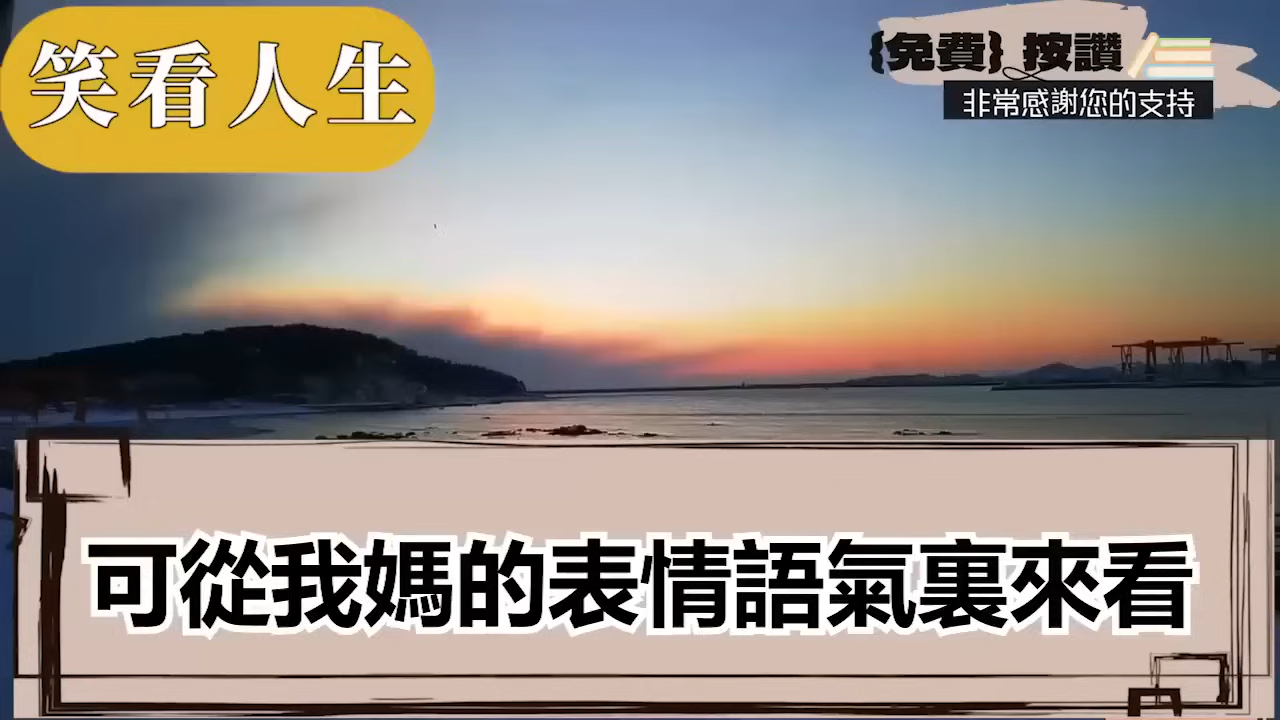 笑看人生
{免費} 按讚
非常感謝您的支持
可從我媽的表情語氣裏來看